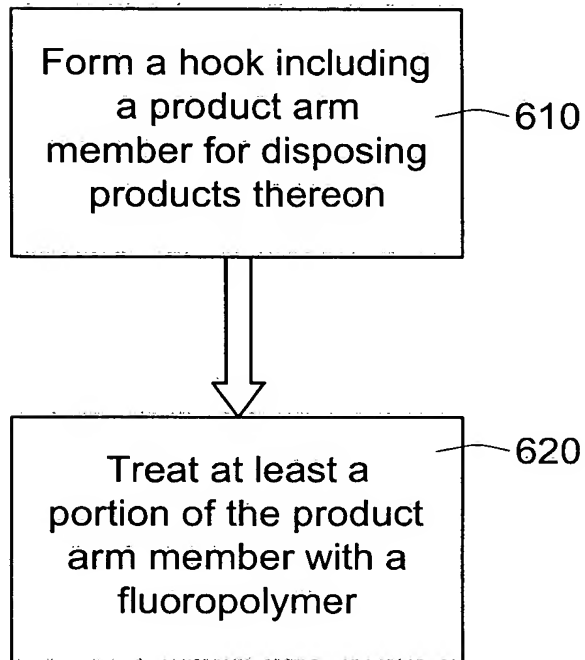 Form a hook including
a product arm
member for disposing
products thereon
610
Treat at least a
portion of the product
arm member with a
fluoropolymer
620